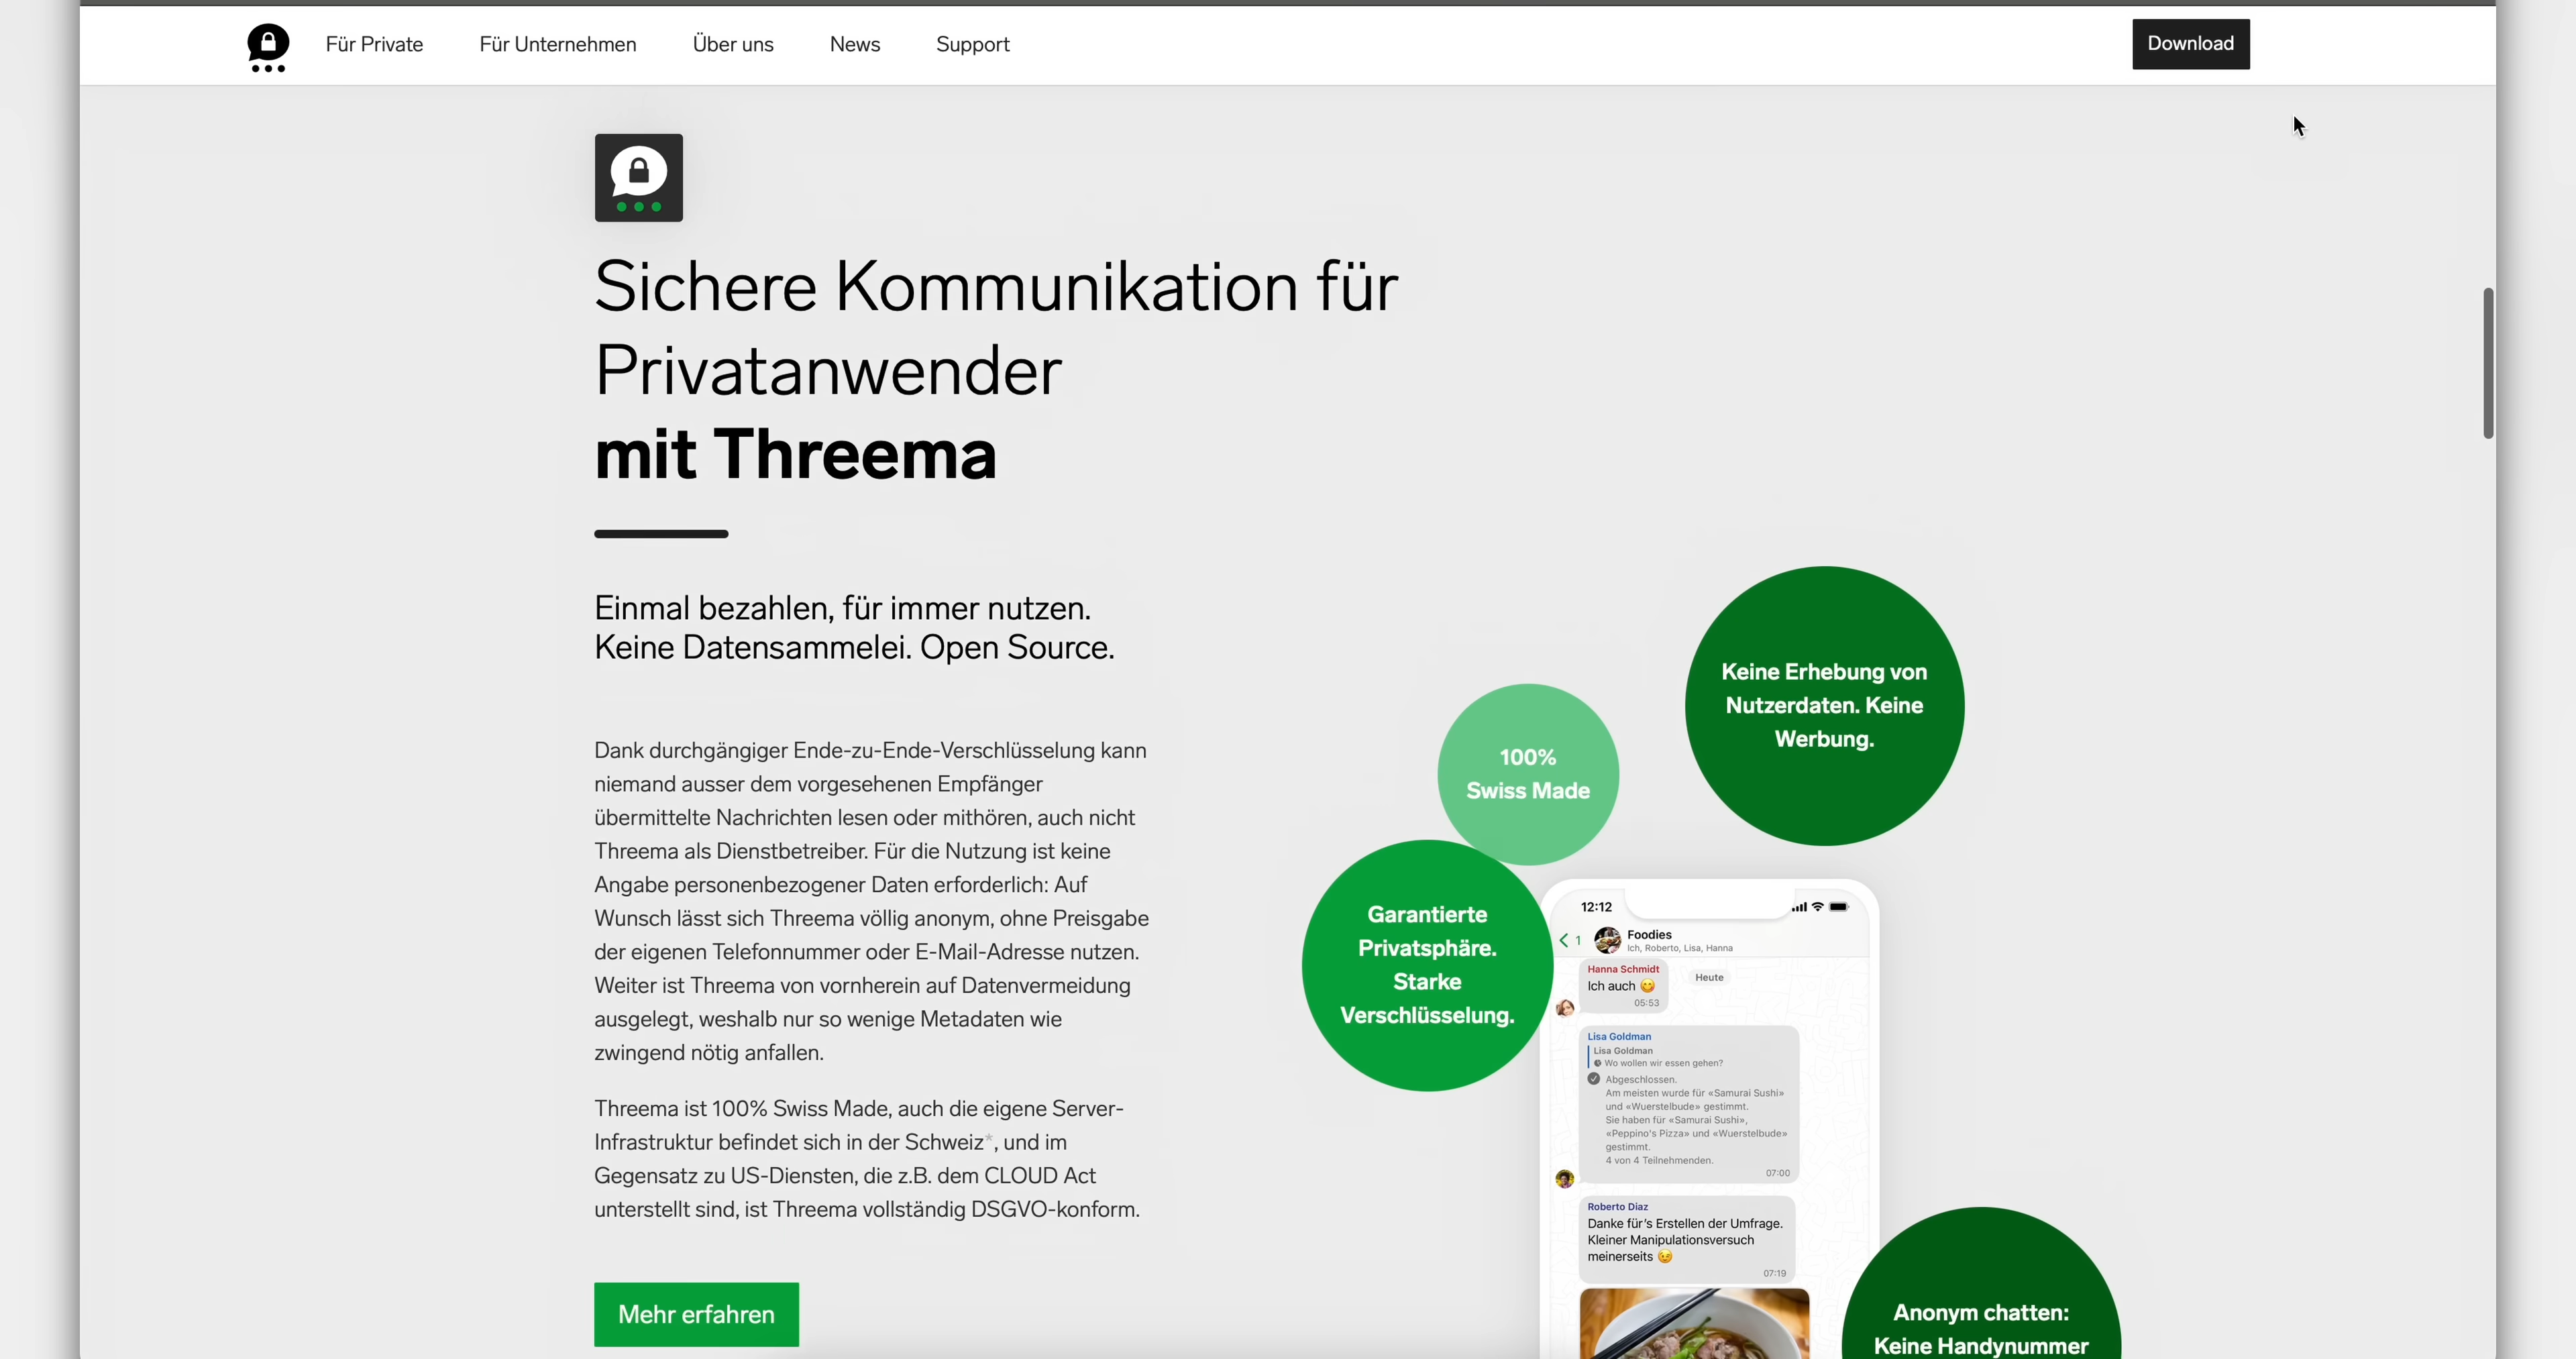 Für Private
Für Unternehmen
Über uns
News
Support
Download
Sichere Kommunikation für
Privatanwender
mit Threema
Einmal bezahlen, für immer nutzen.
Keine Datensammelei. Open Source.
Dank durchgängiger Ende-zu-Ende-Verschlüsselung kann
niemand ausser dem vorgesehenen Empfänger
übermittelte Nachrichten lesen oder mithören, auch nicht
Threema als Dienstbetreiber. Für die Nutzung ist keine
Angabe personenbezogener Daten erforderlich: Auf
Wunsch lässt sich Threema völlig anonym, ohne Preisgabe
der eigenen Telefonnummer oder E-Mail-Adresse nutzen.
Weiter ist Threema von vornherein auf Datenvermeidung
ausgelegt, weshalb nur so wenige Metadaten wie
zwingend nötig anfallen.
Threema ist 100% Swiss Made, auch die eigene Server-
Infrastruktur befindet sich in der Schweiz*, und im
Gegensatz zu US-Diensten, die z.B. dem CLOUD Act
unterstellt sind, ist Threema vollständig DSGVO-konform.
Mehr erfahren
Keine Erhebung von
Nutzerdaten. Keine
Werbung.
100%
Swiss Made
Garantierte
Privatsphäre.
Starke
Verschlüsselung.
12:12
1
Foodies
Ich, Roberto, Lisa, Hanna
Heute
Hanna Schmidt
Ich auch 😋
05:53
Lisa Goldman
Lisa Goldman
Wo wollen wir essen gehen?
Abgeschlossen.
Am meisten wurde für «Samurai Sushi»
und «Wuerstelbude» gestimmt.
Sie haben für «Samurai Sushi»,
«Peppino's Pizza» und «Wuerstelbude»
gestimmt.
4 von 4 Teilnehmenden.
07:00
Roberto Diaz
Danke für's Erstellen der Umfrage.
Kleiner Manipulationsversuch
meinerseits 😉
07:19
Anonym chatten:
Keine Handynummer